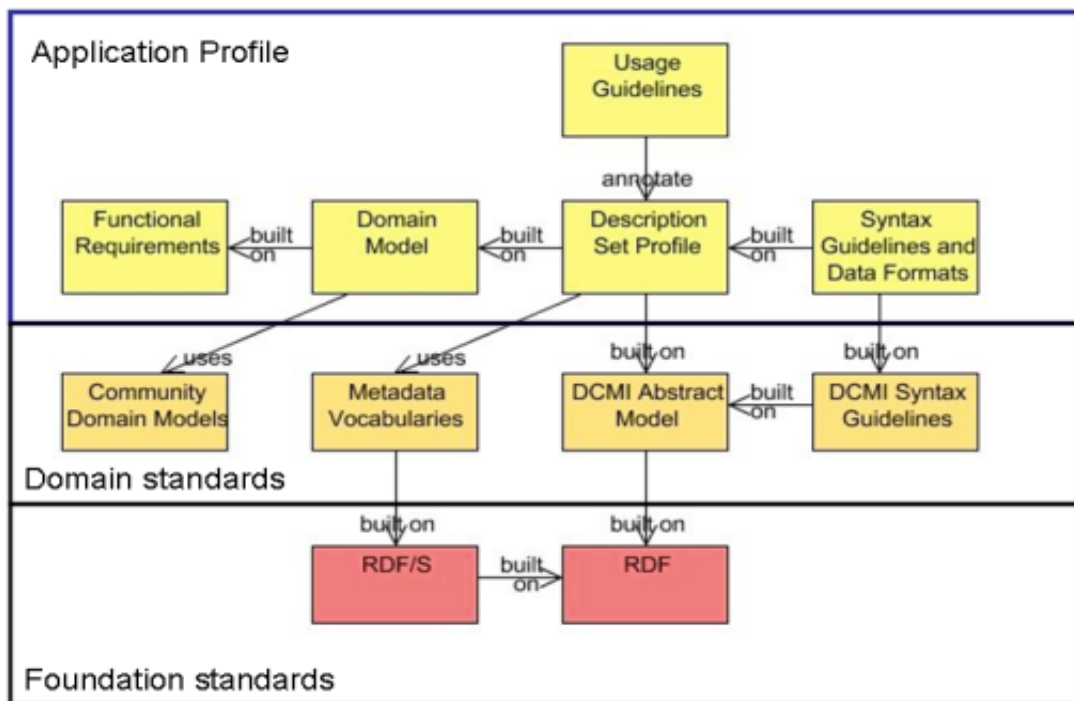 Application Profile
Usage
Guidelines
annotate
Functional
Requirements
built
on
Domain
Model
built
on
Description
Set Profile
built
on
Syntax
Guidelines and
Data Formats
uses
uses
built on
built on
Community
Domain Models
Metadata
Vocabularies
DCMI Abstract
Model
built
on
DCMI Syntax
Guidelines
Domain standards
built on
built on
RDF/S
built
on
RDF
Foundation standards